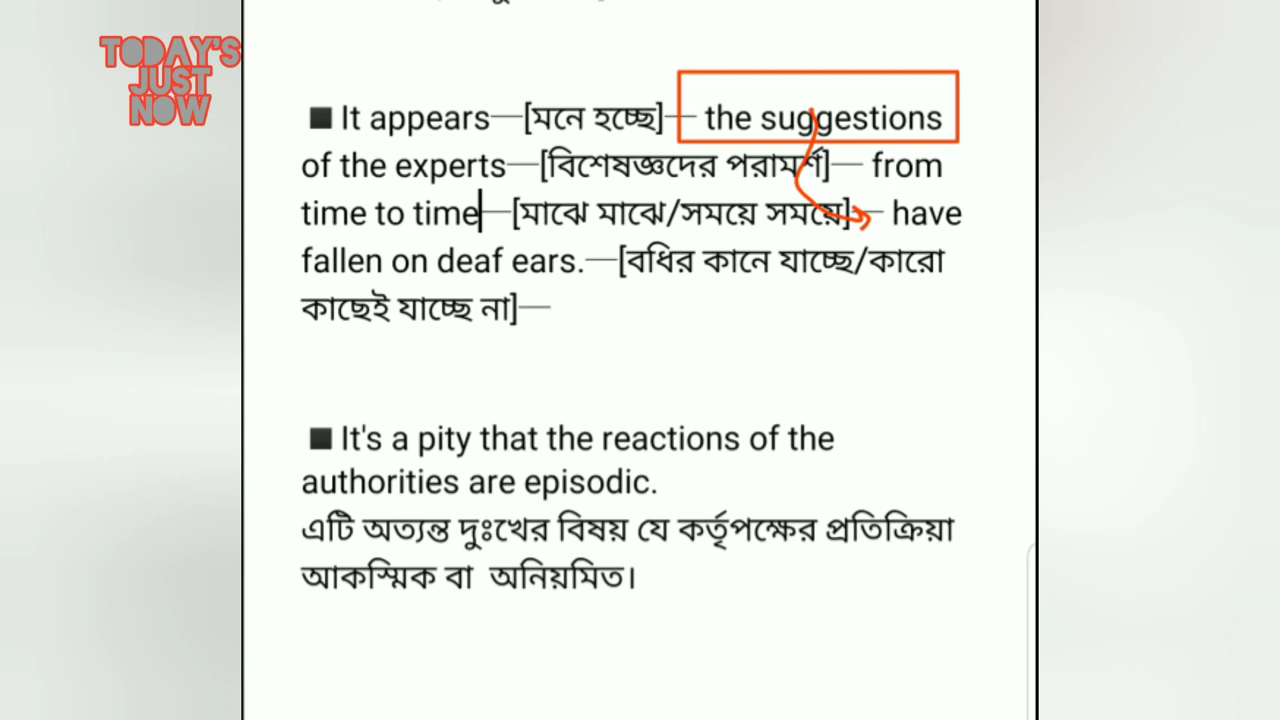 TODAY'S
JUST
NOW
◾It appears—[মনে হচ্ছে]— the suggestions
of the experts—[বিশেষজ্ঞদের পরামর্শ]— from
time to time—[মাঝে মাঝে/সময়ে সময়ে]— have
fallen on deaf ears.—[বধির কানে যাচ্ছে/কারো
কাছেই যাচ্ছে না]—
◾It's a pity that the reactions of the
authorities are episodic.
এটি অত্যন্ত দুঃখের বিষয় যে কর্তৃপক্ষের প্রতিক্রিয়া
আকস্মিক বা অনিয়মিত।